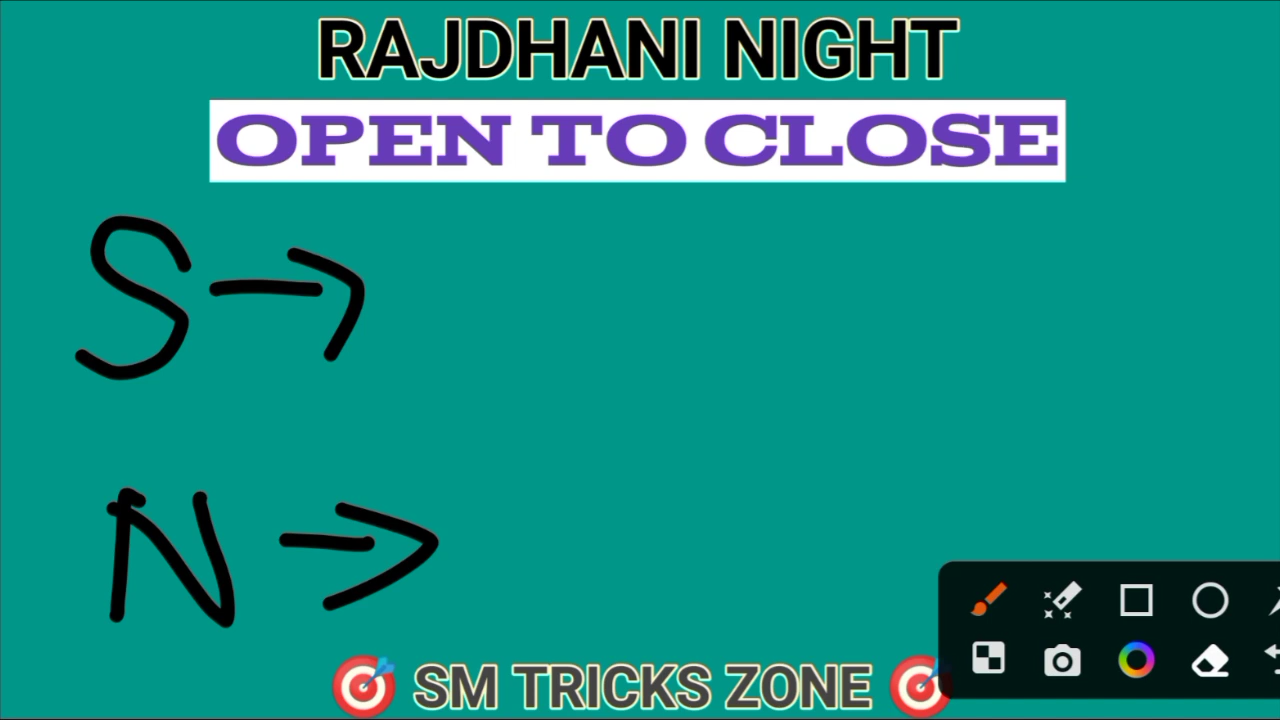 RAJDHANI NIGHT
OPEN TO CLOSE
S →
N →
🎯 SM TRICKS ZONE 🎯